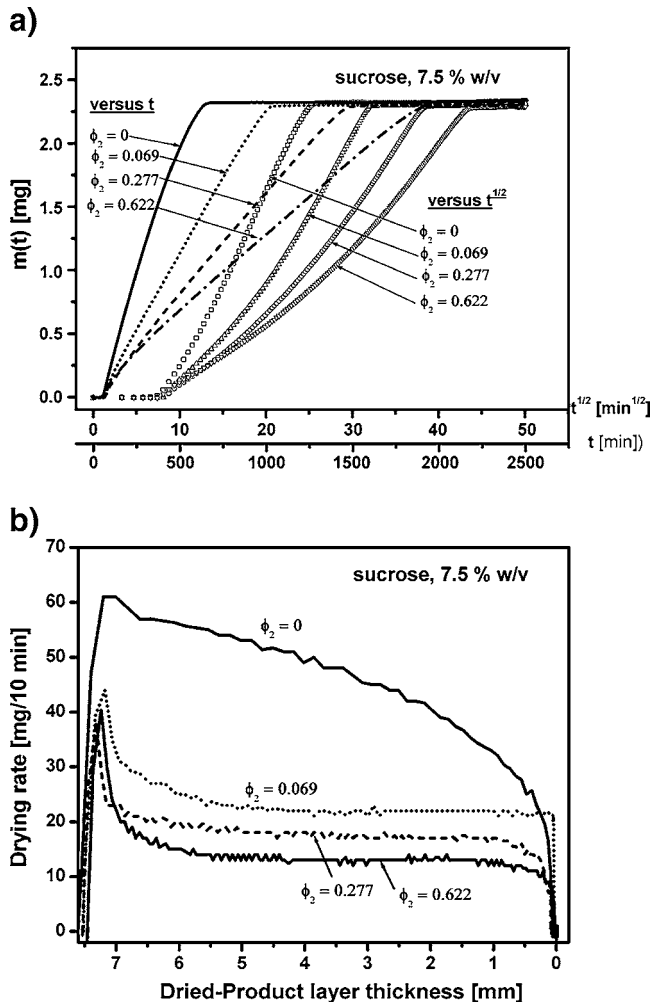 a)
sucrose, 7.5 % w/v
versus t
ϕ2 = 0
ϕ2 = 0.069
ϕ2 = 0.277
ϕ2 = 0.622
versus t1/2
ϕ2 = 0
ϕ2 = 0.069
ϕ2 = 0.277
ϕ2 = 0.622
m(t) [mg]
2.5
2.0
1.5
1.0
0.5
0.0
0 10 20 30 40 50
t1/2 [min1/2]
t [min])
0 500 1000 1500 2000 2500
b)
sucrose, 7.5 % w/v
ϕ2 = 0
ϕ2 = 0.069
ϕ2 = 0.277
ϕ2 = 0.622
Drying rate [mg/10 min]
70
60
50
40
30
20
10
0
7 6 5 4 3 2 1 0
Dried-Product layer thickness [mm]